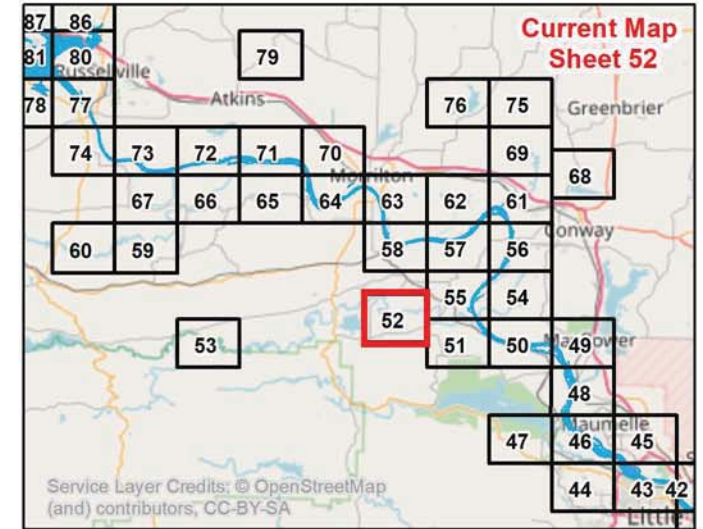 87 86
Current Map
Sheet 52
81 80 79
Russellville
78 77 Atkins 76 75 Greenbrier
74 73 72 71 70 69
Morrilton
68
67 66 65 64 63 62 61
Conway
60 59 58 57 56
55 54
52
53 51 50 49
48
Maumelle
47 46 45
Service Layer Credits: © OpenStreetMap
(and) contributors, CC-BY-SA
44 43 42
Little